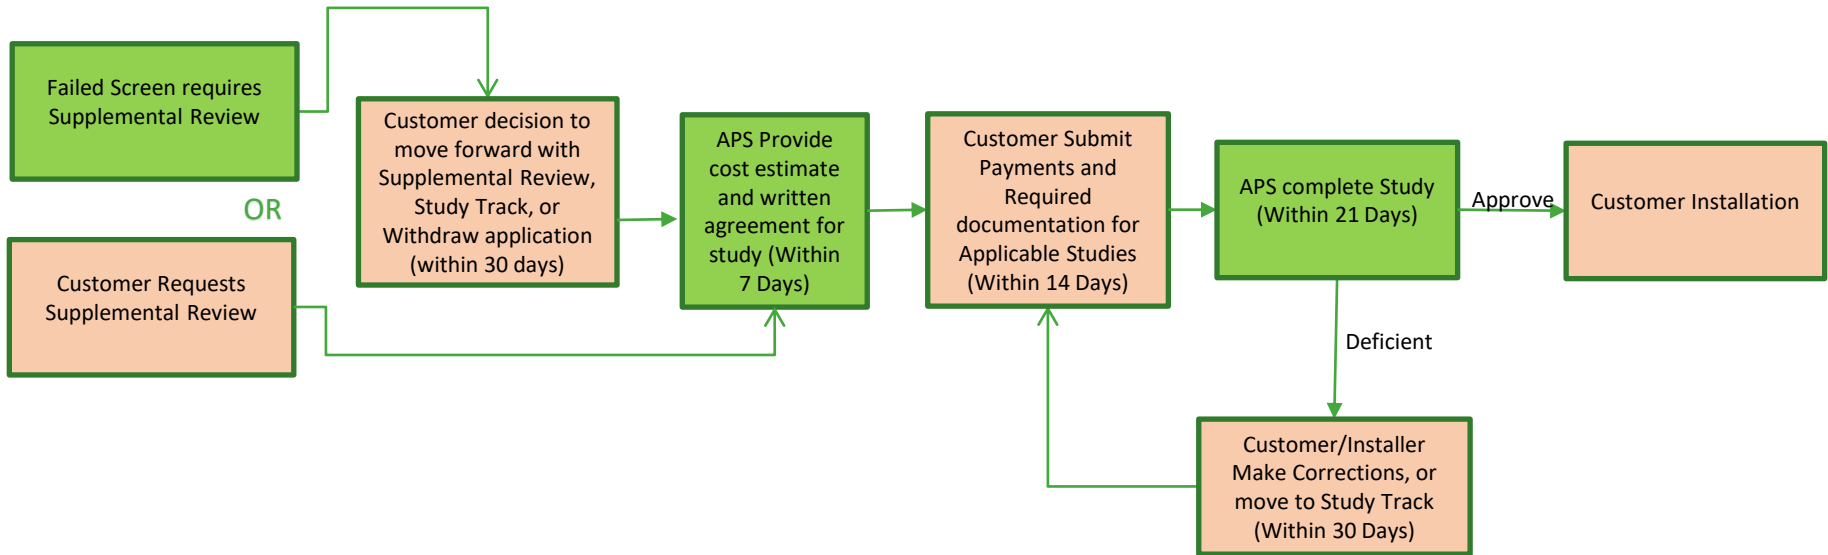 Failed Screen requires
Supplemental Review
OR
Customer Requests
Supplemental Review
Customer decision to
move forward with
Supplemental Review,
Study Track, or
Withdraw application
(within 30 days)
APS Provide
cost estimate
and written
agreement for
study (Within
7 Days)
Customer Submit
Payments and
Required
documentation for
Applicable Studies
(Within 14 Days)
APS complete Study
(Within 21 Days)
Approve
Customer Installation
Deficient
Customer/Installer
Make Corrections, or
move to Study Track
(Within 30 Days)